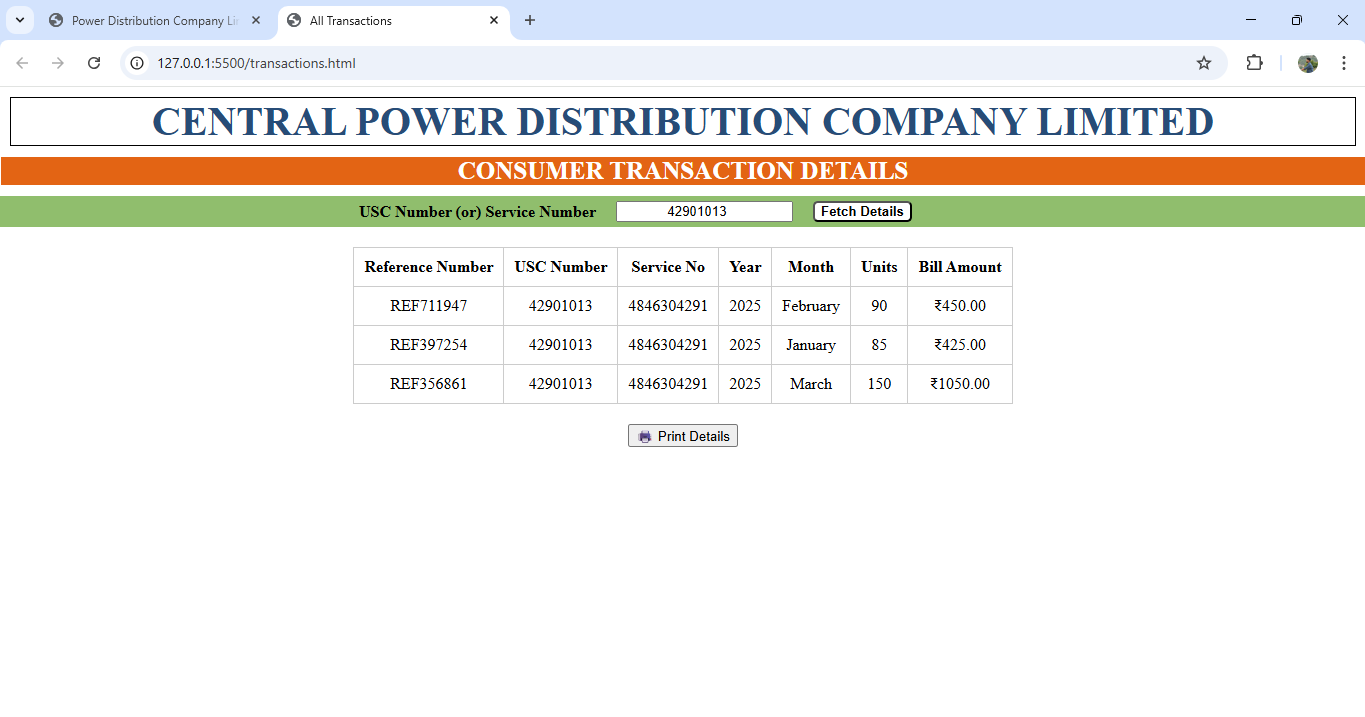 Power Distribution Company Li
All Transactions
127.0.0.1:5500/transactions.html
CENTRAL POWER DISTRIBUTION COMPANY LIMITED
CONSUMER TRANSACTION DETAILS
USC Number (or) Service Number 42901013 Fetch Details
Reference Number USC Number Service No Year Month Units Bill Amount
REF711947 42901013 4846304291 2025 February 90 ₹450.00
REF397254 42901013 4846304291 2025 January 85 ₹425.00
REF356861 42901013 4846304291 2025 March 150 ₹1050.00
Print Details